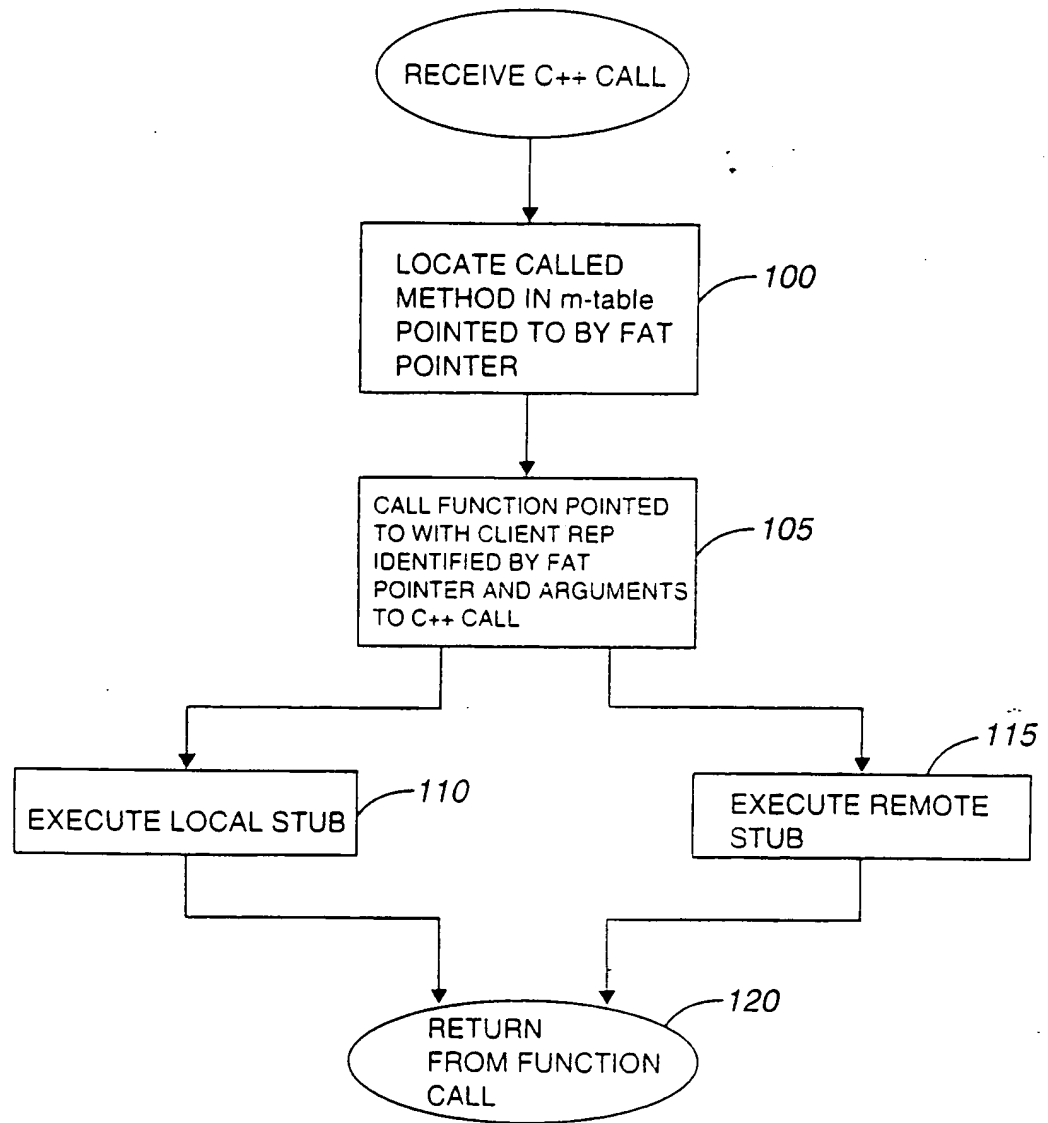 RECEIVE C++ CALL
LOCATE CALLED
METHOD IN m-table
POINTED TO BY FAT
POINTER
100
CALL FUNCTION POINTED
TO WITH CLIENT REP
IDENTIFIED BY FAT
POINTER AND ARGUMENTS
TO C++ CALL
105
EXECUTE LOCAL STUB
110
EXECUTE REMOTE
STUB
115
RETURN
FROM FUNCTION
CALL
120